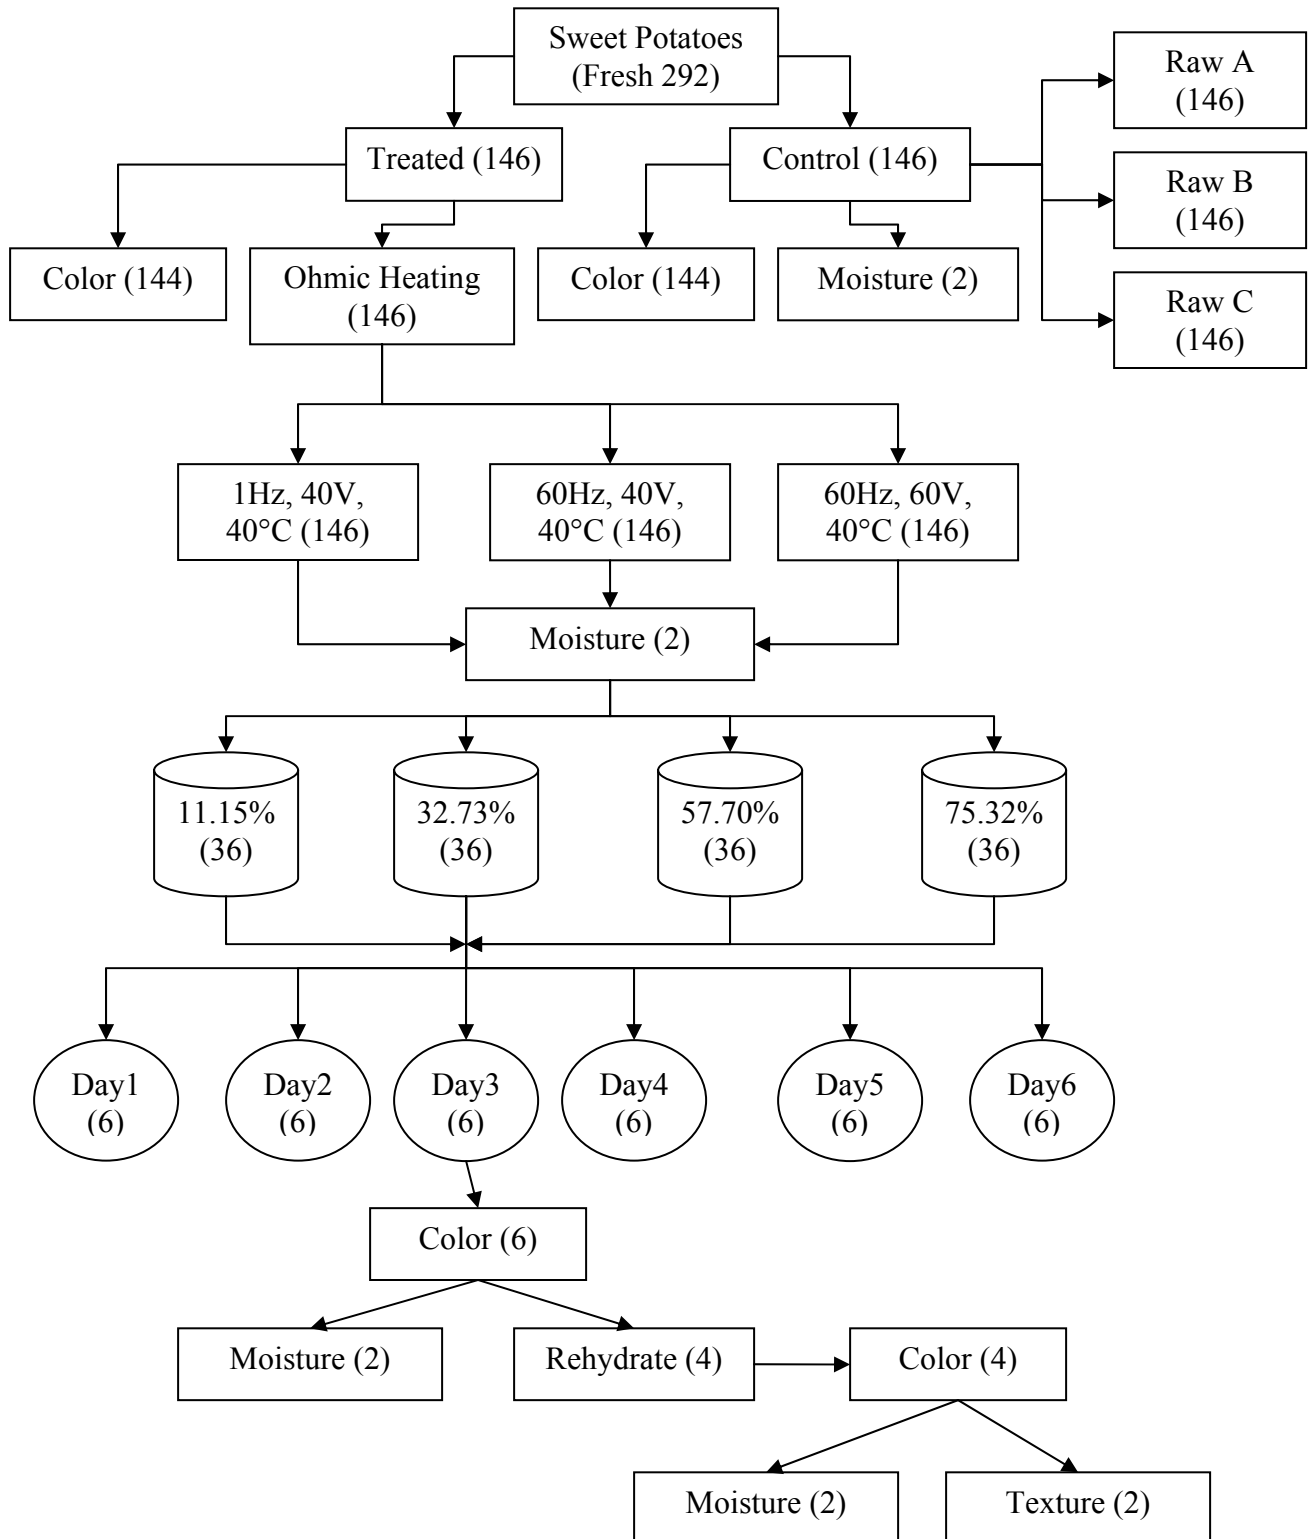 Sweet Potatoes
(Fresh 292)
Raw A
(146)
Treated (146)
Control (146)
Raw B
(146)
Color (144)
Ohmic Heating
(146)
Color (144)
Moisture (2)
Raw C
(146)
1Hz, 40V,
40°C (146)
60Hz, 40V,
40°C (146)
60Hz, 60V,
40°C (146)
Moisture (2)
11.15%
(36)
32.73%
(36)
57.70%
(36)
75.32%
(36)
Day1
(6)
Day2
(6)
Day3
(6)
Day4
(6)
Day5
(6)
Day6
(6)
Color (6)
Moisture (2)
Rehydrate (4)
Color (4)
Moisture (2)
Texture (2)